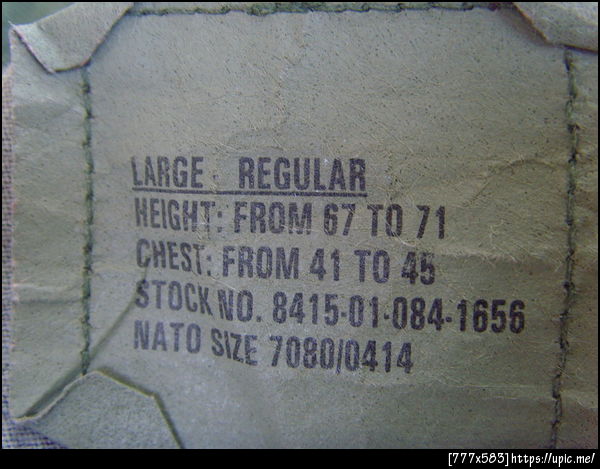 LARGE - REGULAR
HEIGHT: FROM 67 TO 71
CHEST: FROM 41 TO 45
STOCK NO. 8415-01-084-1656
NATO SIZE 7080/0414
[777x583]https://upic.me/